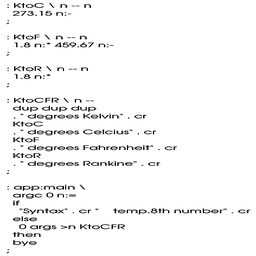 : KtoC \ n -- n
273.15 n:-
;
: KtoF \ n -- n
1.8 n:* 459.67 n:-
;
: KtoR \ n -- n
1.8 n:*
;
: KtoCFR \ n --
dup dup dup
. " degrees Kelvin" . cr
KtoC
. " degrees Celcius" . cr
KtoF
. " degrees Fahrenheit" . cr
KtoR
. " degrees Rankine" . cr
;
: app:main \
argc 0 n:=
if
"Syntax" . cr "    temp.8th number" . cr
else
0 args >n KtoCFR
then
bye
;